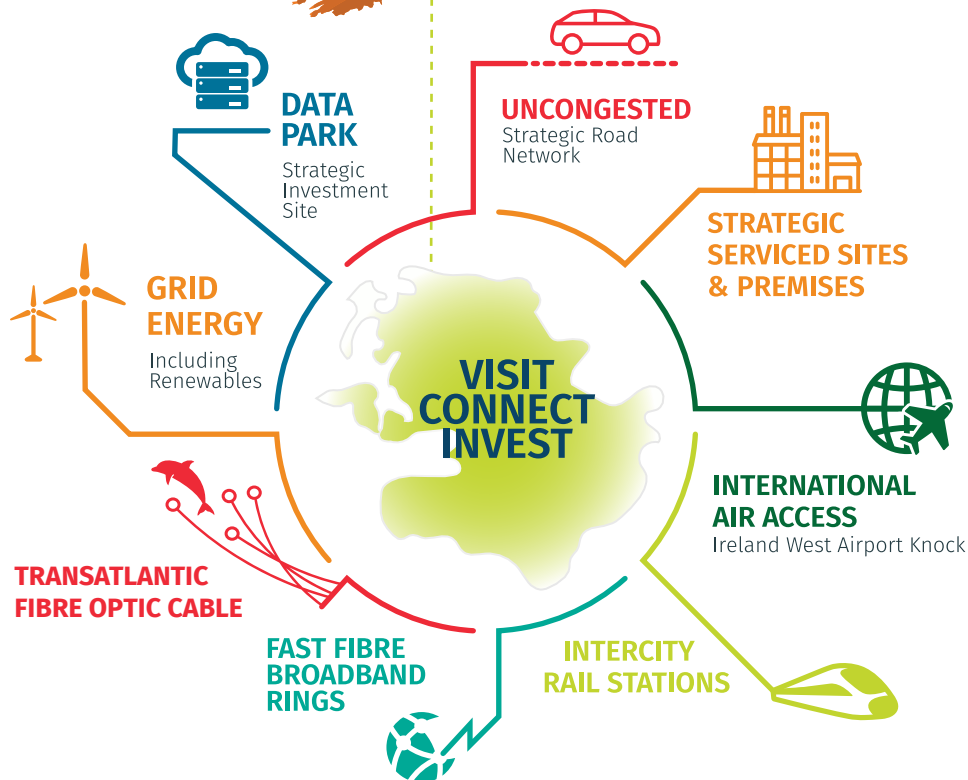 DATA
PARK
Strategic
Investment
Site
UNCONGESTED
Strategic Road
Network
STRATEGIC
SERVICED SITES
& PREMISES
GRID
ENERGY
Including
Renewables
VISIT
CONNECT
INVEST
INTERNATIONAL
AIR ACCESS
Ireland West Airport Knock
TRANSATLANTIC
FIBRE OPTIC CABLE
FAST FIBRE
BROADBAND
RINGS
INTERCITY
RAIL STATIONS